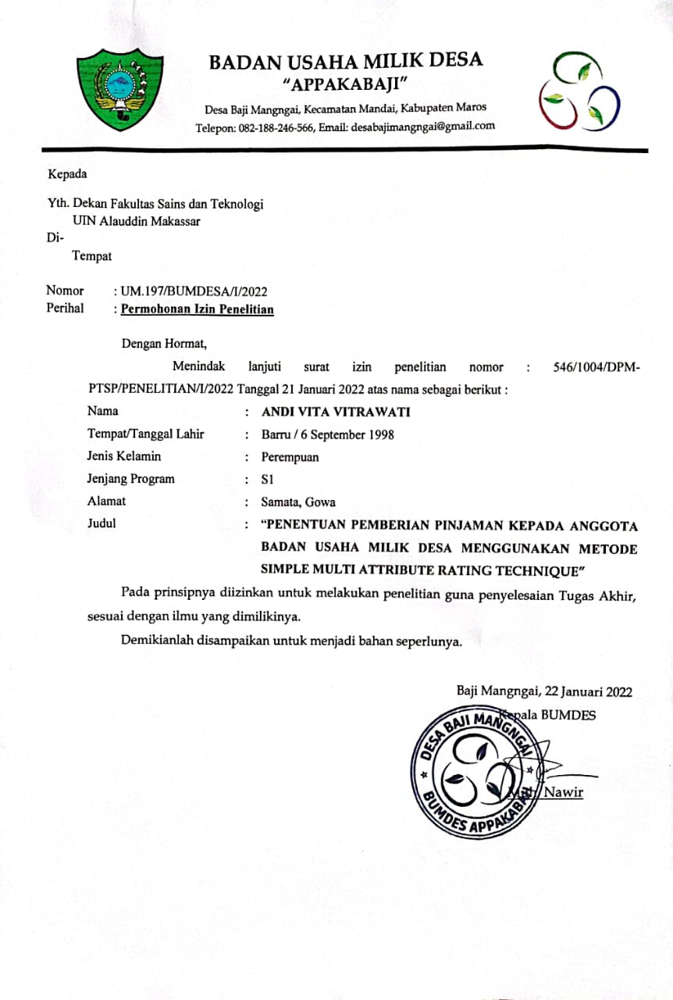 BADAN USAHA MILIK DESA
“APPAKABAJI”
Desa Baji Mangngai, Kecamatan Mandai, Kabupaten Maros
Telepon: 082-188-246-566, Email: desabajimangngai@gmail.com
Kepada
Yth. Dekan Fakultas Sains dan Teknologi
UIN Alauddin Makassar
Di-
Tempat
Nomor : UM.197/BUMDESA/I/2022
Perihal : Permohonan Izin Penelitian
Dengan Hormat,
Menindak lanjuti surat izin penelitian nomor : 546/1004/DPM-
PTSP/PENELITIAN/I/2022 Tanggal 21 Januari 2022 atas nama sebagai berikut :
Nama : ANDI VITA VITRAWATI
Tempat/Tanggal Lahir : Barru / 6 September 1998
Jenis Kelamin : Perempuan
Jenjang Program : S1
Alamat : Samata, Gowa
Judul : “PENENTUAN PEMBERIAN PINJAMAN KEPADA ANGGOTA
BADAN USAHA MILIK DESA MENGGUNAKAN METODE
SIMPLE MULTI ATTRIBUTE RATING TECHNIQUE”
Pada prinsipnya diizinkan untuk melakukan penelitian guna penyelesaian Tugas Akhir,
sesuai dengan ilmu yang dimilikinya.
Demikianlah disampaikan untuk menjadi bahan seperlunya.
Baji Mangngai, 22 Januari 2022
Kepala BUMDES
DESA BAJI MANGNGAI
BUMDES APPAKABAJI
Nawir